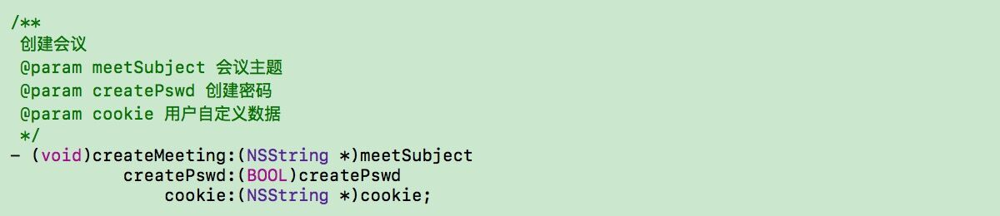 /**
创建会议
@param meetSubject 会议主题
@param createPswd 创建密码
@param cookie 用户自定义数据
*/
- (void)createMeeting:(NSString *)meetSubject
createPswd:(BOOL)createPswd
cookie:(NSString *)cookie;